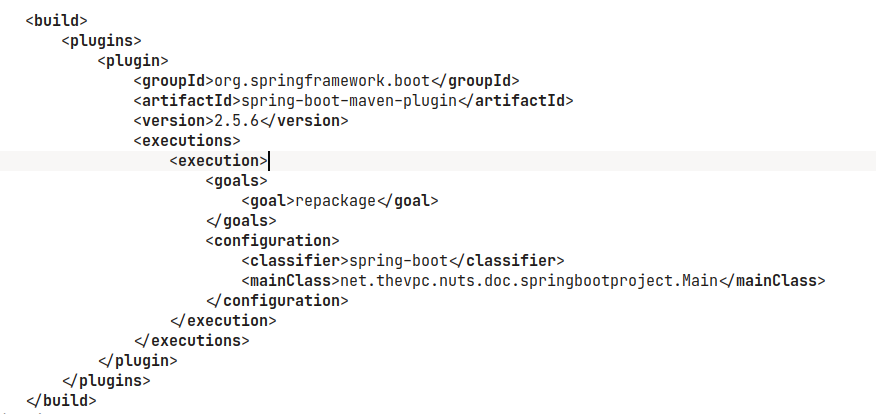 <build>
    <plugins>
        <plugin>
            <groupId>org.springframework.boot</groupId>
            <artifactId>spring-boot-maven-plugin</artifactId>
            <version>2.5.6</version>
            <executions>
                <execution>
                    <goals>
                        <goal>repackage</goal>
                    </goals>
                    <configuration>
                        <classifier>spring-boot</classifier>
                        <mainClass>net.thevpc.nuts.doc.springbootproject.Main</mainClass>
                    </configuration>
                </execution>
            </executions>
        </plugin>
    </plugins>
</build>